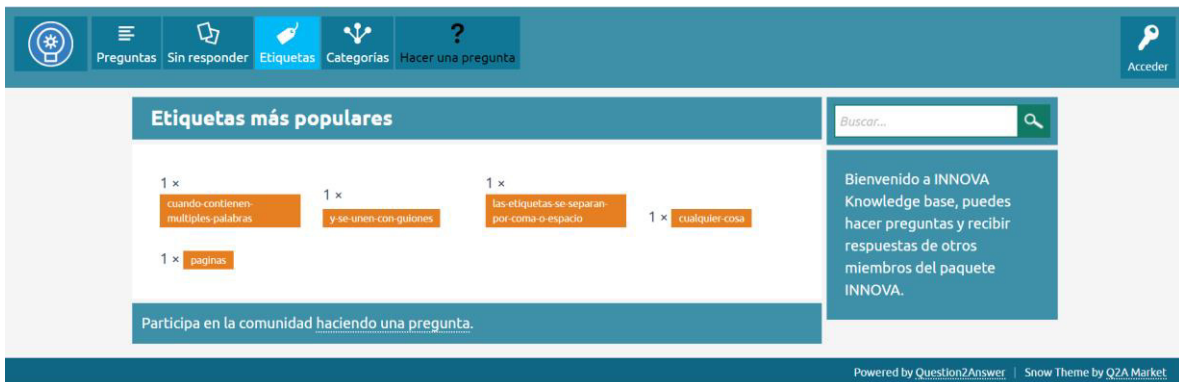 Preguntas Sin responder Etiquetas Categorías Hacer una pregunta
Acceder
Etiquetas más populares
1 × cuando-contienen-
multiples-palabras
1 × y-se-unen-con-guiones
1 × las-etiquetas-se-separan-
por-coma-o-espacio
1 × cualquier-cosa
1 × paginas
Participa en la comunidad haciendo una pregunta.
Buscar...
Bienvenido a INNOVA
Knowledge base, puedes
hacer preguntas y recibir
respuestas de otros
miembros del paquete
INNOVA.
Powered by Question2Answer | Snow Theme by Q2A Market